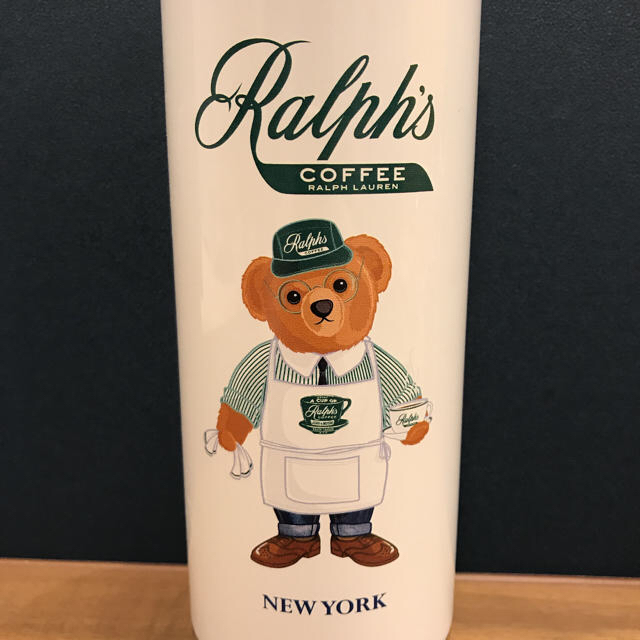 Ralph's
COFFEE
RALPH LAUREN
Ralph's
COFFEE
A CUP OF
Ralph's
COFFEE
Ralph's
NEW YORK